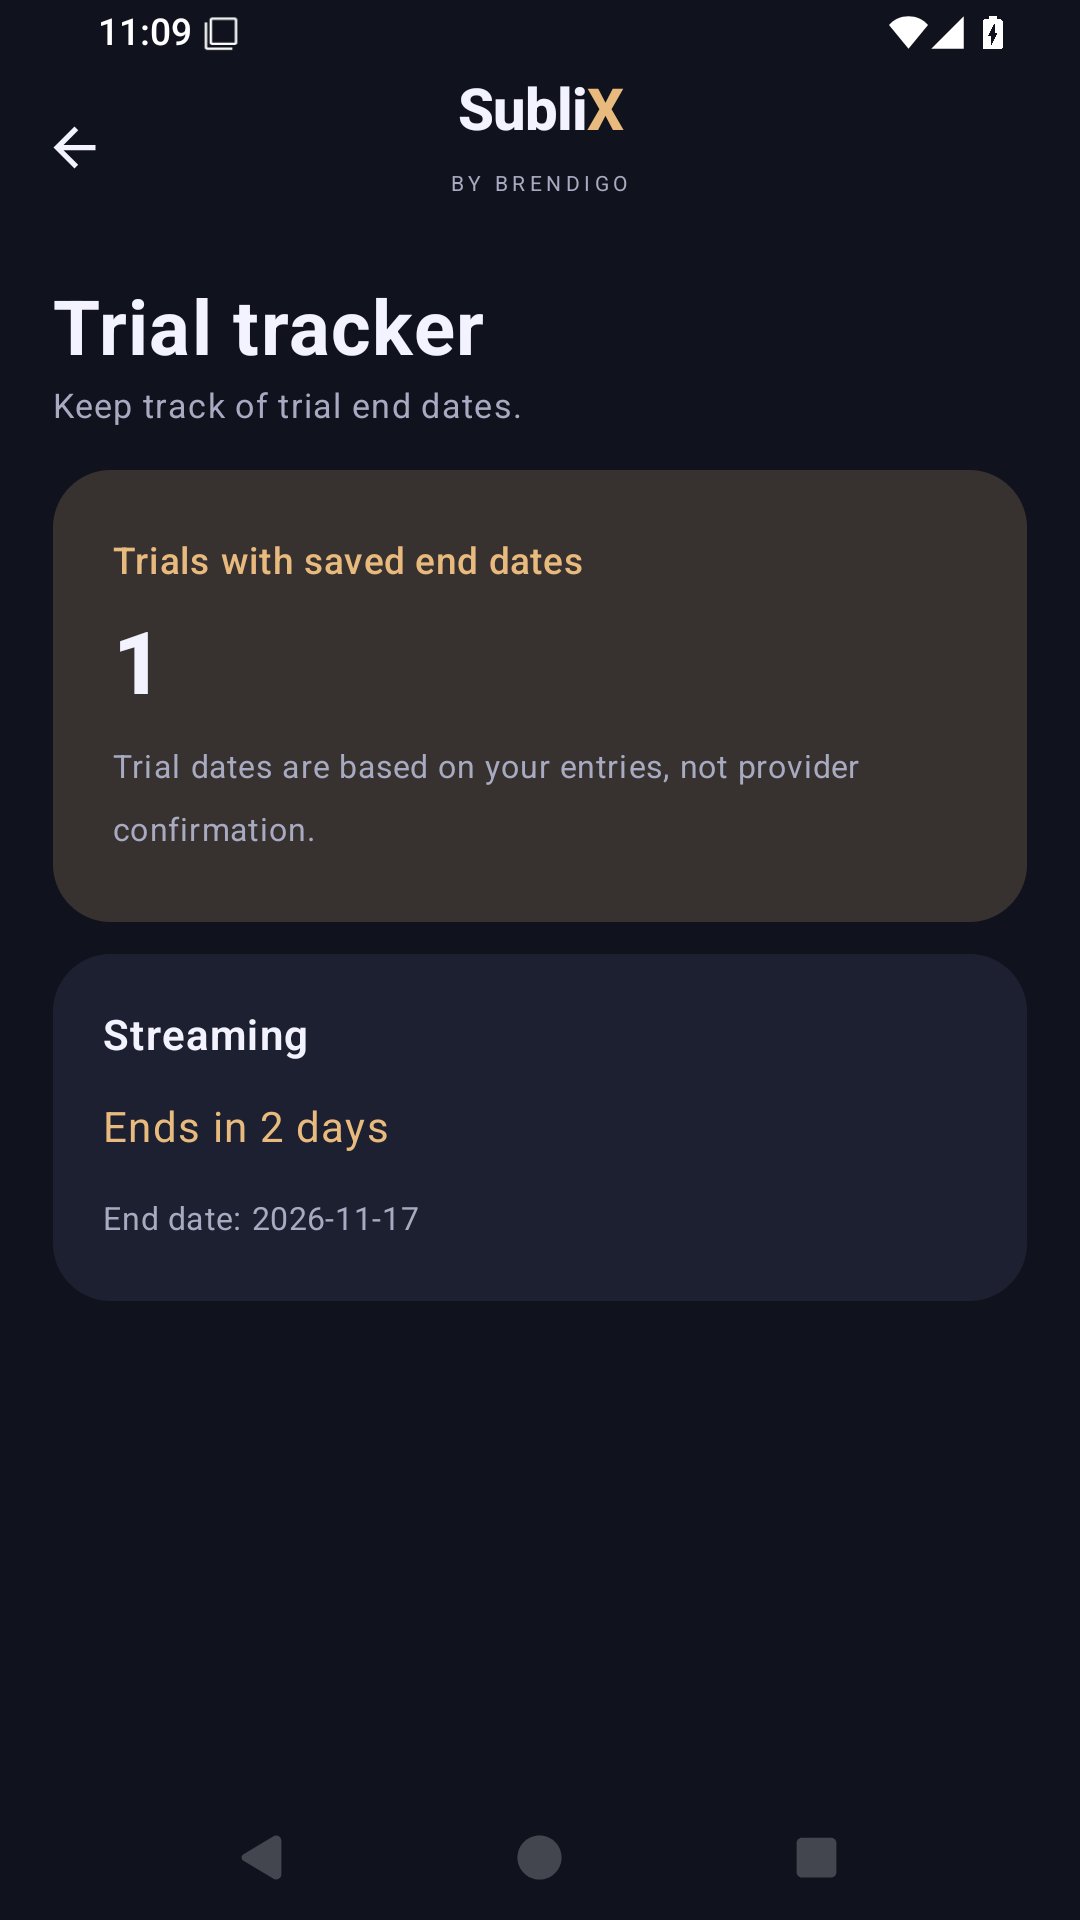 11:09
SubliX
BY BRENDIGO
Trial tracker
Keep track of trial end dates.
Trials with saved end dates
1
Trial dates are based on your entries, not provider
confirmation.
Streaming
Ends in 2 days
End date: 2026-11-17